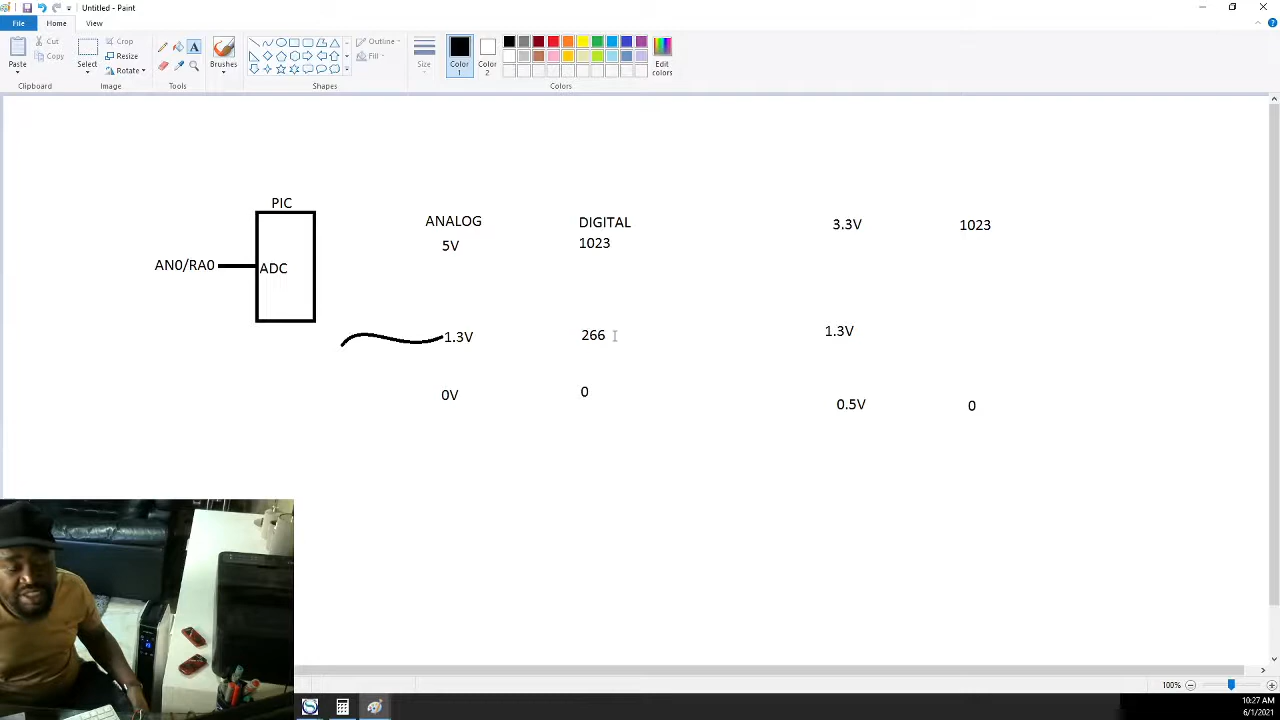 Untitled - Paint
File
Home
View
Paste
Cut
Copy
Clipboard
Select
Crop
Resize
Rotate
Image
A
Tools
Brushes
Outline
Fill
Shapes
Size
Color 1
Color 2
Edit colors
Colors
PIC
AN0/RA0
ADC
ANALOG
DIGITAL
5V
1023
3.3V
1023
1.3V
266
1.3V
0V
0
0.5V
0
100%
10:27 AM
6/1/2021